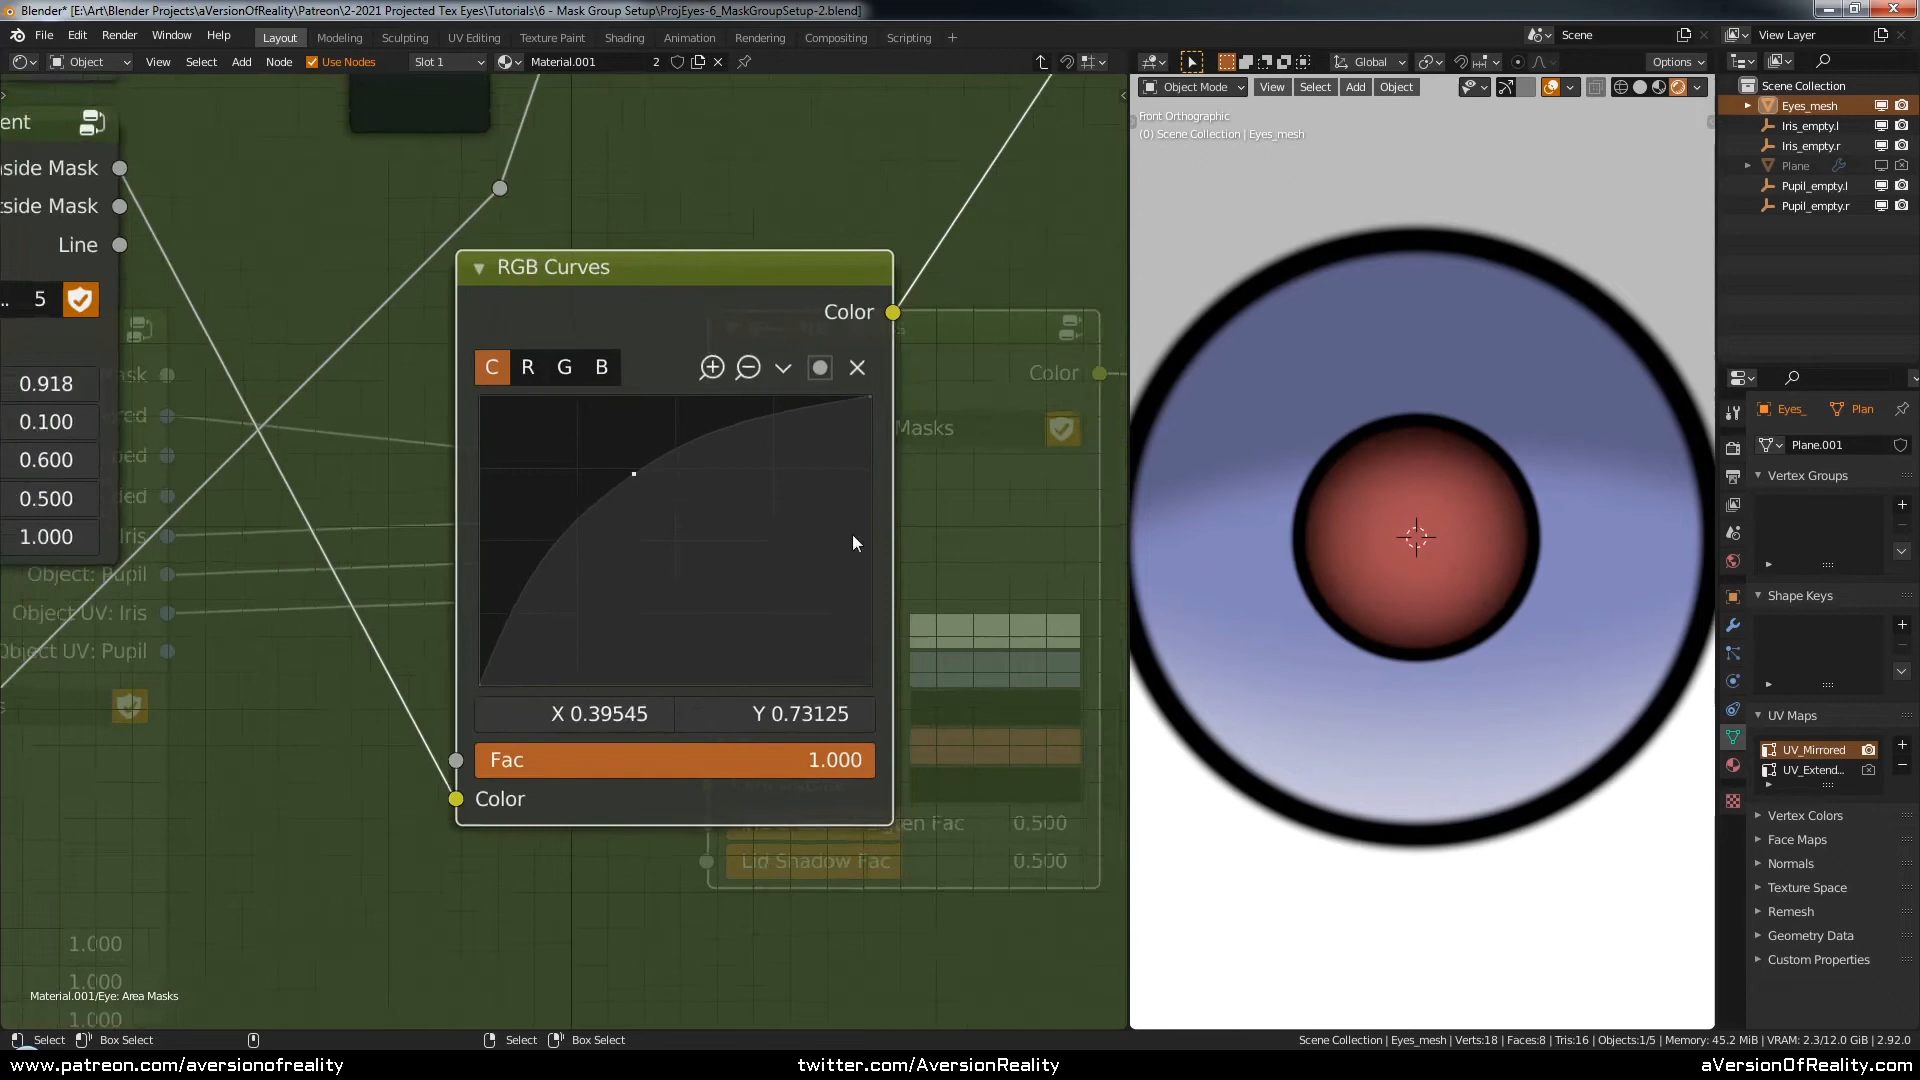 Blender* [E:\Art\Blender Projects\aVersionOfReality\Patreon\2-2021 Projected Tex Eyes\Tutorials\6 - Mask Group Setup\ProjEyes-6_MaskGroupSetup-2.blend]
File Edit Render Window Help Layout Modeling Sculpting UV Editing Texture Paint Shading Animation Rendering Compositing Scripting + Scene View Layer
Object View Select Add Node Use Nodes Slot 1 Material.001 2 Global Options
Object Mode View Select Add Object
Scene Collection
Eyes_mesh
Iris_empty.l
Iris_empty.r
Plane
Pupil_empty.l
Pupil_empty.r
Front Orthographic
(0) Scene Collection | Eyes_mesh
ent
side Mask
tside Mask
Line
.. 5
0.918
0.100
0.600
0.500
1.000
RGB Curves
Color
C R G B
X 0.39545 Y 0.73125
Fac 1.000
Color
Color
Masks
Iris
Object: Pupil
Object UV: Iris
Object UV: Pupil
ten Fac 0.500
Lid Shadow Fac 0.500
1.000
1.000
1.000
Material.001/Eye: Area Masks
Eyes_ Plan
Plane.001
Vertex Groups
Shape Keys
UV Maps
UV_Mirrored
UV_Extend...
Vertex Colors
Face Maps
Normals
Texture Space
Remesh
Geometry Data
Custom Properties
Select Box Select Select Box Select Scene Collection | Eyes_mesh | Verts:18 | Faces:8 | Tris:16 | Objects:1/5 | Memory: 45.2 MiB | VRAM: 2.3/12.0 GiB | 2.92.0
www.patreon.com/aversionofreality twitter.com/AversionReality aVersionOfReality.com